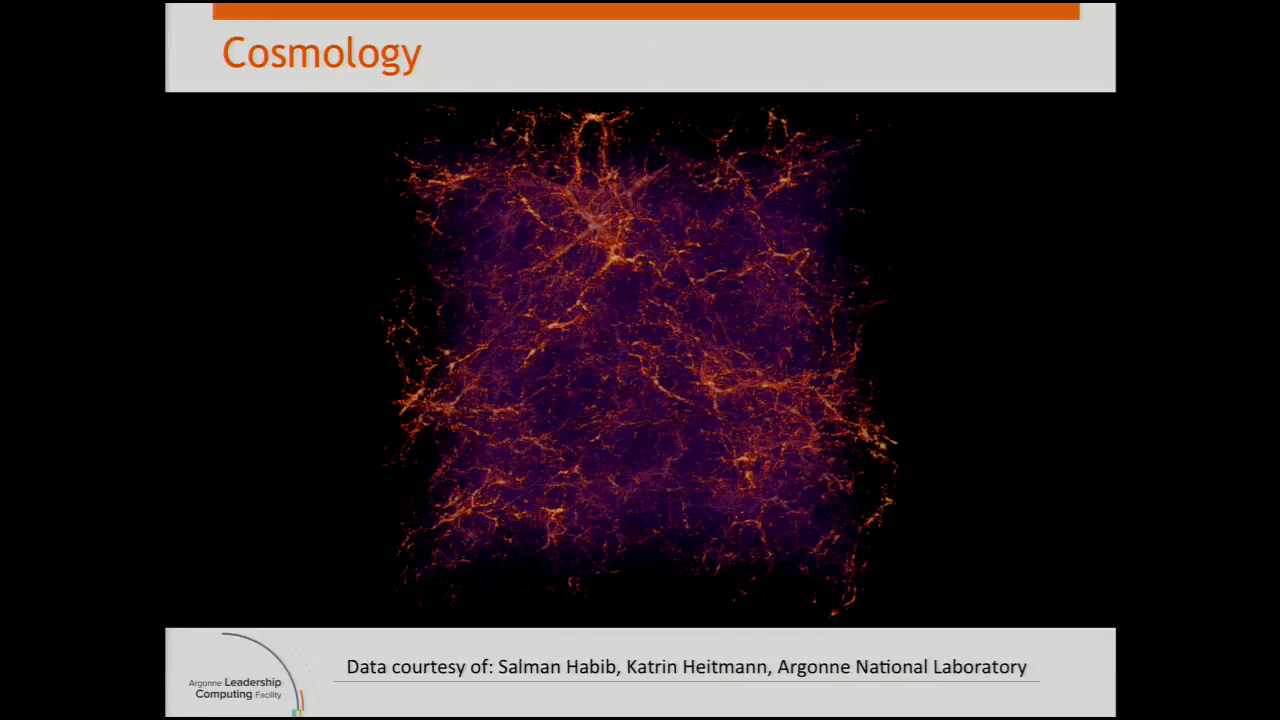 Cosmology
Data courtesy of: Salman Habib, Katrin Heitmann, Argonne National Laboratory
Argonne Leadership
Computing Facility